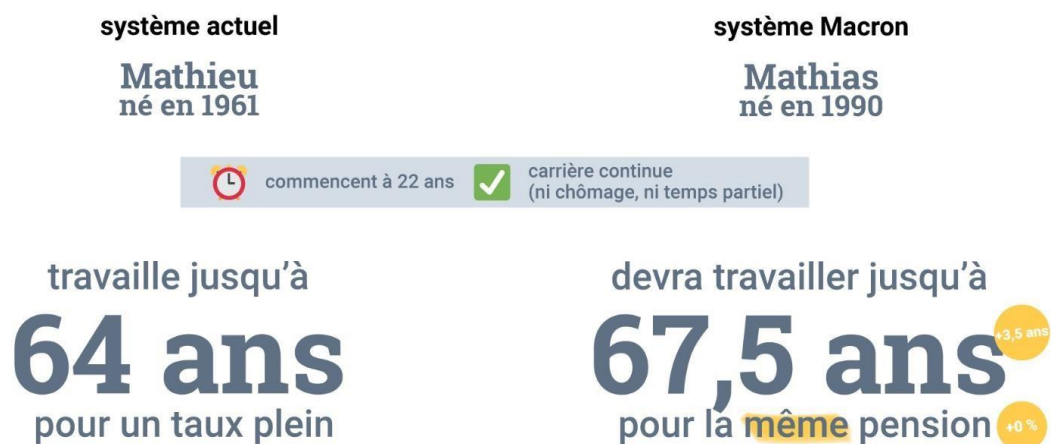 système actuel
Mathieu
né en 1961
système Macron
Mathias
né en 1990
commencent à 22 ans
carrière continue
(ni chômage, ni temps partiel)
travaille jusqu’à
64 ans
pour un taux plein
devra travailler jusqu’à
67,5 ans
+3,5 ans
pour la même pension
+0 %